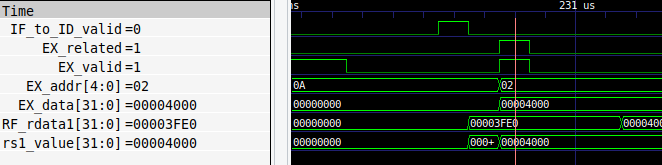 Time
ns 231 us
IF_to_ID_valid=0
EX_related=1
EX_valid=1
EX_addr[4:0]=02 0A 02
EX_data[31:0]=00004000 00000000 00004000
RF_rdata1[31:0]=00003FE0 00000000 00003FE0 0000400
rs1_value[31:0]=00004000 00000000 000+ 00004000